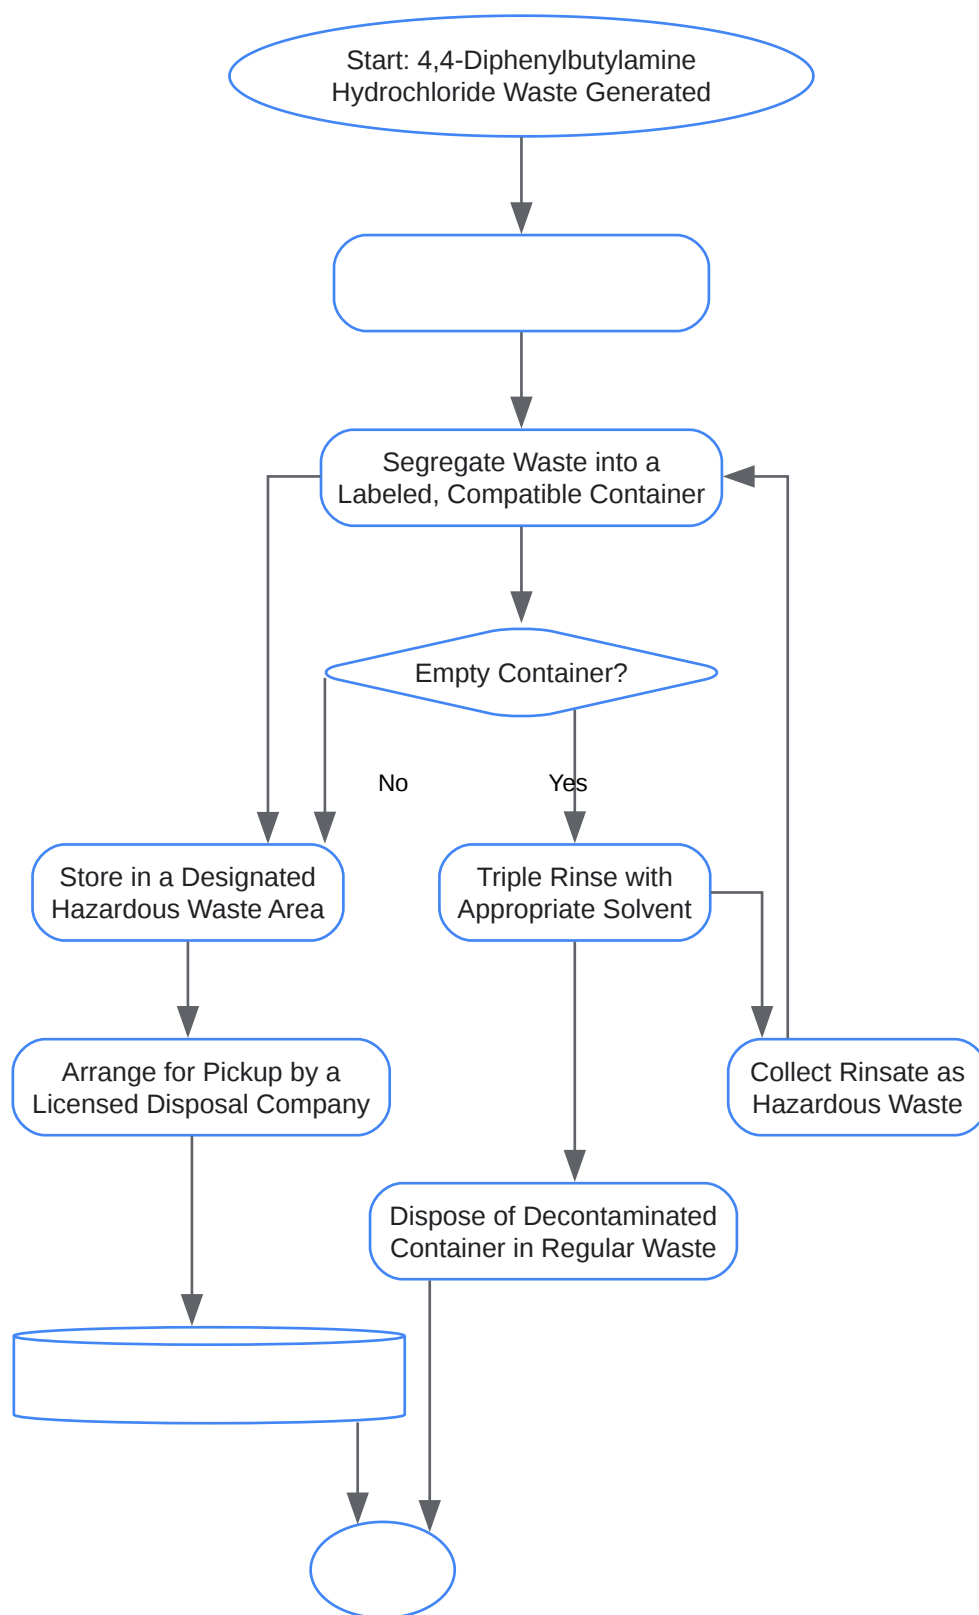 Start: 4,4-Diphenylbutylamine
Hydrochloride Waste Generated
Segregate Waste into a
Labeled, Compatible Container
Empty Container?
No
Yes
Store in a Designated
Hazardous Waste Area
Triple Rinse with
Appropriate Solvent
Arrange for Pickup by a
Licensed Disposal Company
Collect Rinsate as
Hazardous Waste
Dispose of Decontaminated
Container in Regular Waste